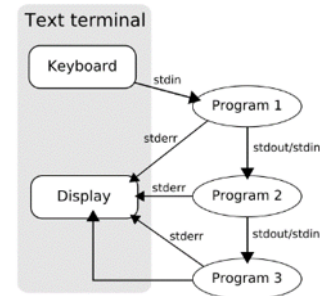 Text terminal
Keyboard
stdin
Program 1
stderr
stdout/stdin
Display
stderr
Program 2
stderr
stdout/stdin
Program 3